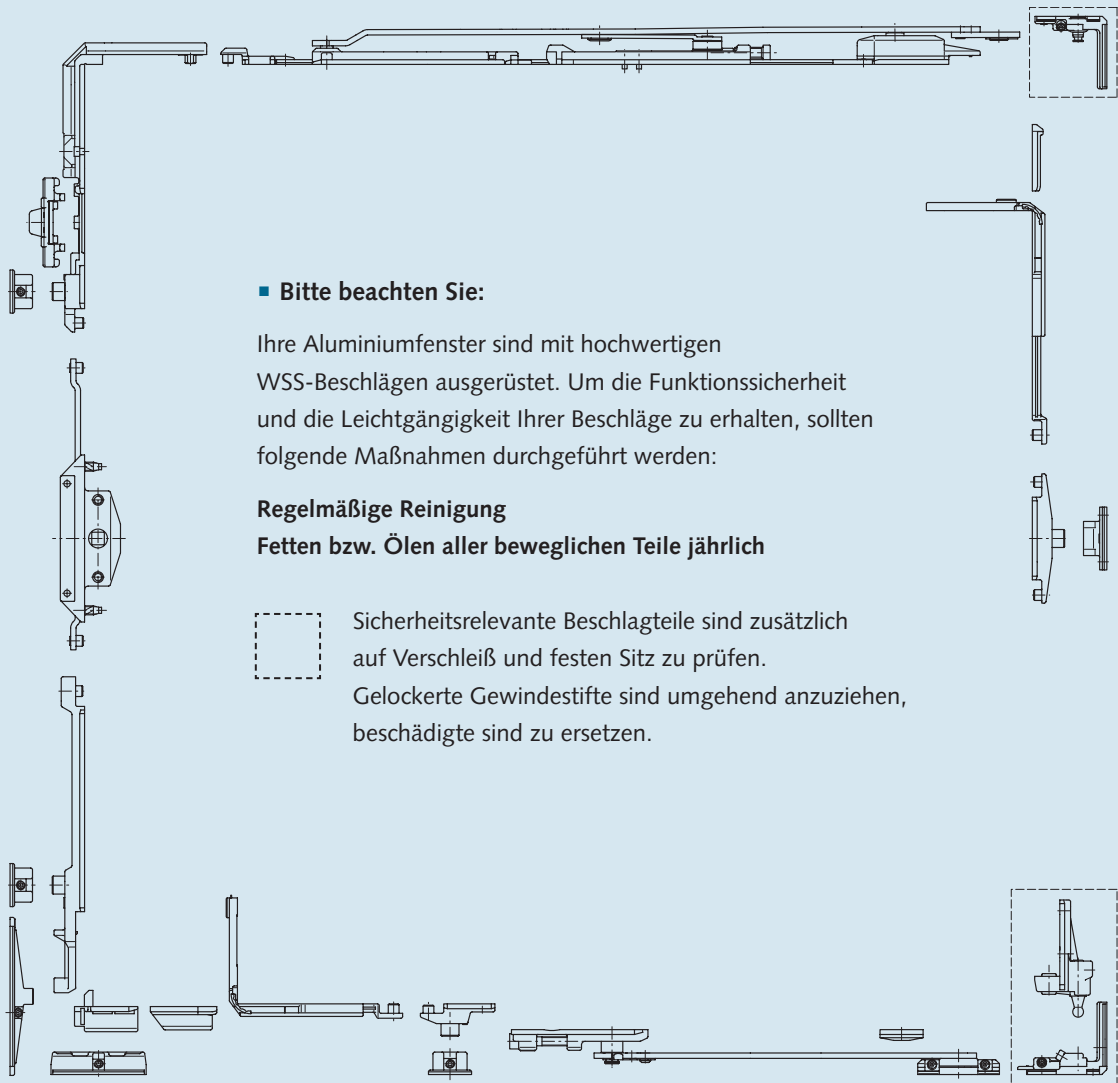 ▪ Bitte beachten Sie:
Ihre Aluminiumfenster sind mit hochwertigen
WSS-Beschlägen ausgerüstet. Um die Funktionssicherheit
und die Leichtgängigkeit Ihrer Beschläge zu erhalten, sollten
folgende Maßnahmen durchgeführt werden:
Regelmäßige Reinigung
Fetten bzw. Ölen aller beweglichen Teile jährlich
Sicherheitsrelevante Beschlagteile sind zusätzlich
auf Verschleiß und festen Sitz zu prüfen.
Gelockerte Gewindestifte sind umgehend anzuziehen,
beschädigte sind zu ersetzen.